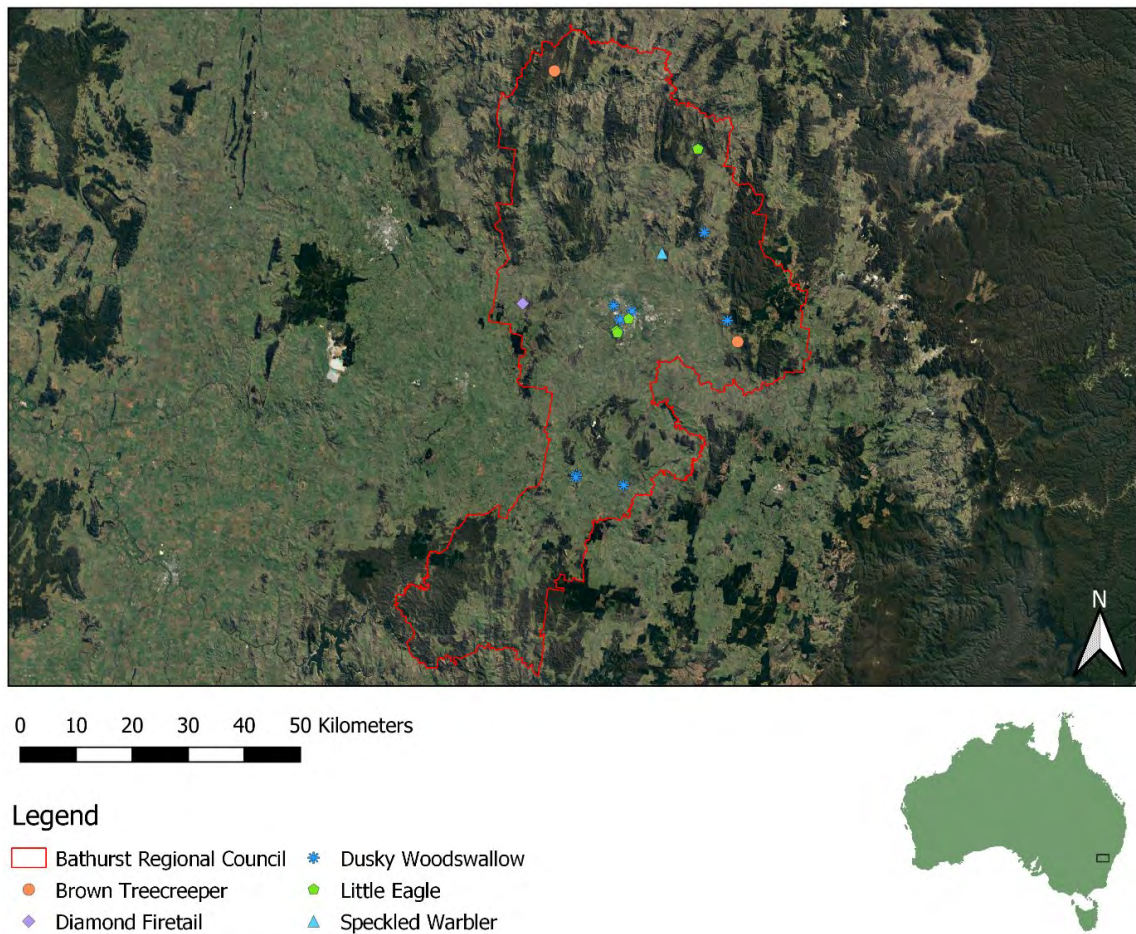 N
0 10 20 30 40 50 Kilometers
Legend
Bathurst Regional Council
Dusky Woodswallow
Brown Treecreeper
Little Eagle
Diamond Firetail
Speckled Warbler